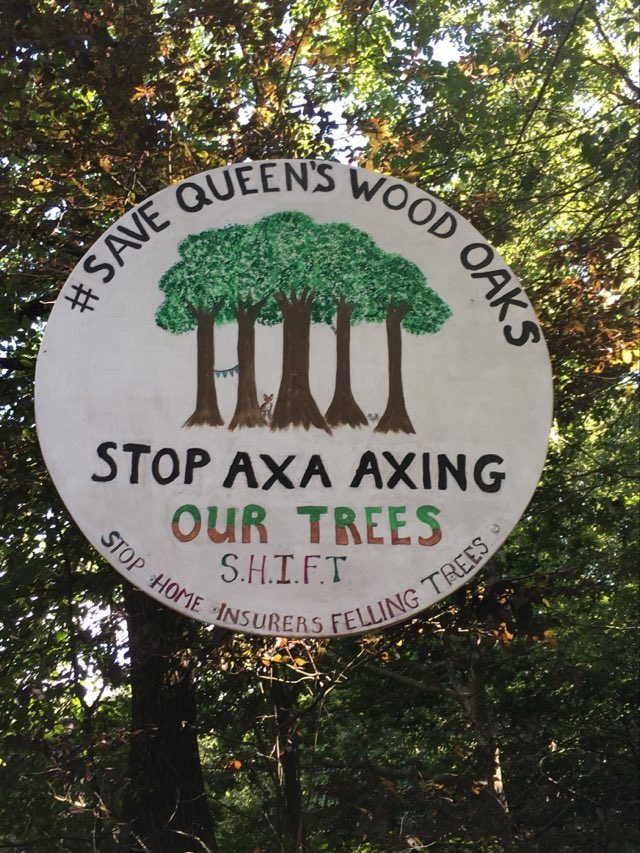 # SAVE QUEEN'S WOOD OAKS
STOP AXA AXING
OUR TREES
S.H.I.F.T
STOP HOME INSURERS FELLING TREES